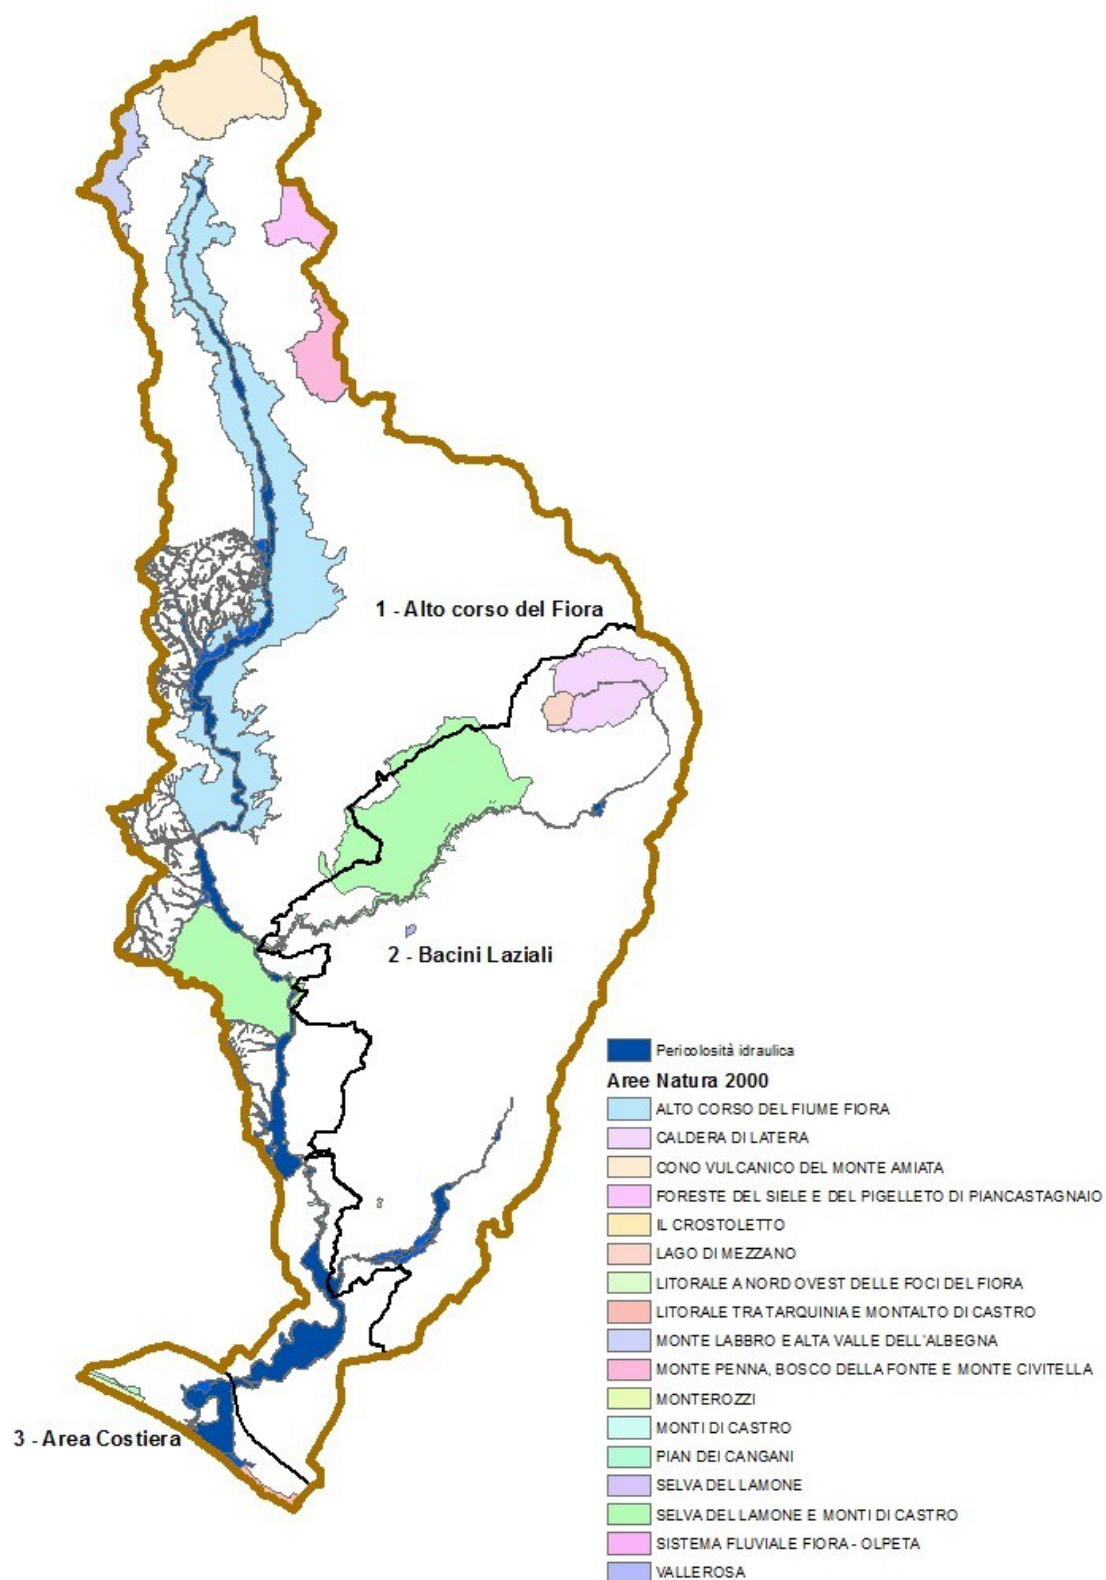 1 - Alto corso del Fiora
2 - Bacini Laziali
3 - Area Costiera
Pericolosità idraulica
Aree Natura 2000
ALTO CORSO DEL FIUME FIORA
CALDERA DI LATERA
CONO VULCANICO DEL MONTE AMIATA
FORESTE DEL SIELE E DEL PIGELLETO DI PIANCASTAGNAIO
IL CROSTOLETTO
LAGO DI MEZZANO
LITORALE A NORD OVEST DELLE FOCI DEL FIORA
LITORALE TRA TARQUINIA E MONTALTO DI CASTRO
MONTE LABBRO E ALTA VALLE DELL'ALBEGNA
MONTE PENNA, BOSCO DELLA FONTE E MONTE CIVITELLA
MONTEROZZI
MONTI DI CASTRO
PIAN DEI CANGANI
SELVA DEL LAMONE
SELVA DEL LAMONE E MONTI DI CASTRO
SISTEMA FLUVIALE FIORA - OLPETA
VALLEROSA